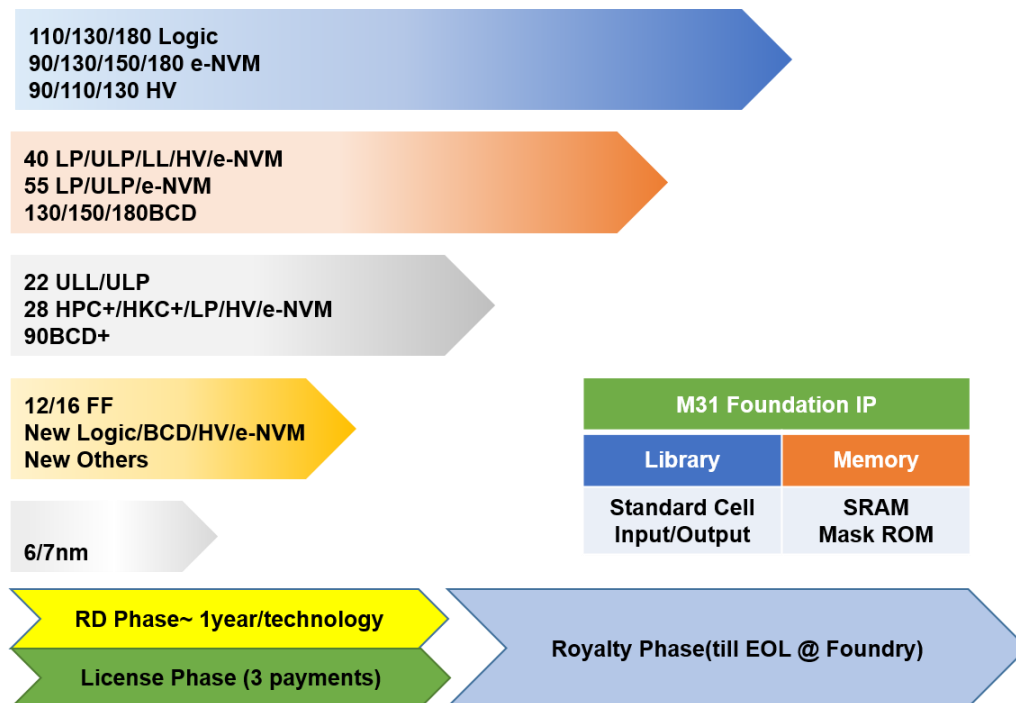 110/130/180 Logic
90/130/150/180 e-NVM
90/110/130 HV
40 LP/ULP/LL/HV/e-NVM
55 LP/ULP/e-NVM
130/150/180BCD
22 ULL/ULP
28 HPC+/HKC+/LP/HV/e-NVM
90BCD+
12/16 FF
New Logic/BCD/HV/e-NVM
New Others
M31 Foundation IP
Library
Memory
Standard Cell
Input/Output
SRAM
Mask ROM
6/7nm
RD Phase~ 1year/technology
License Phase (3 payments)
Royalty Phase(till EOL @ Foundry)